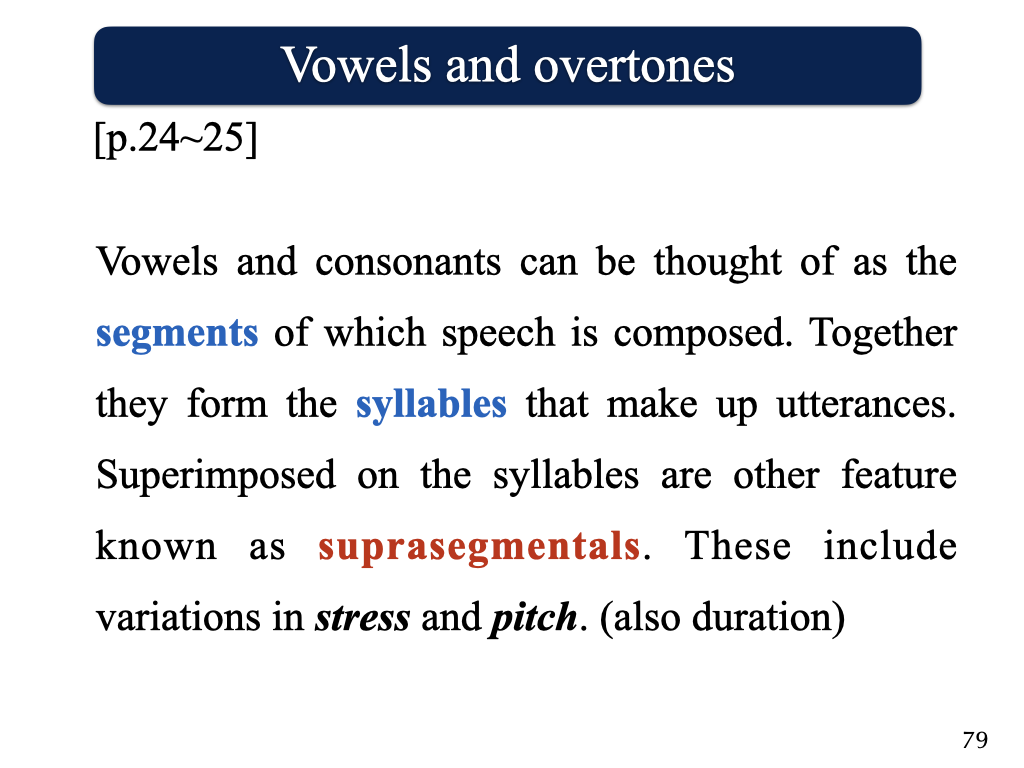 Vowels and overtones
[p.24~25]
Vowels and consonants can be thought of as the
segments of which speech is composed. Together
they form the syllables that make up utterances.
Superimposed on the syllables are other feature
known as suprasegmentals. These include
variations in stress and pitch. (also duration)
79